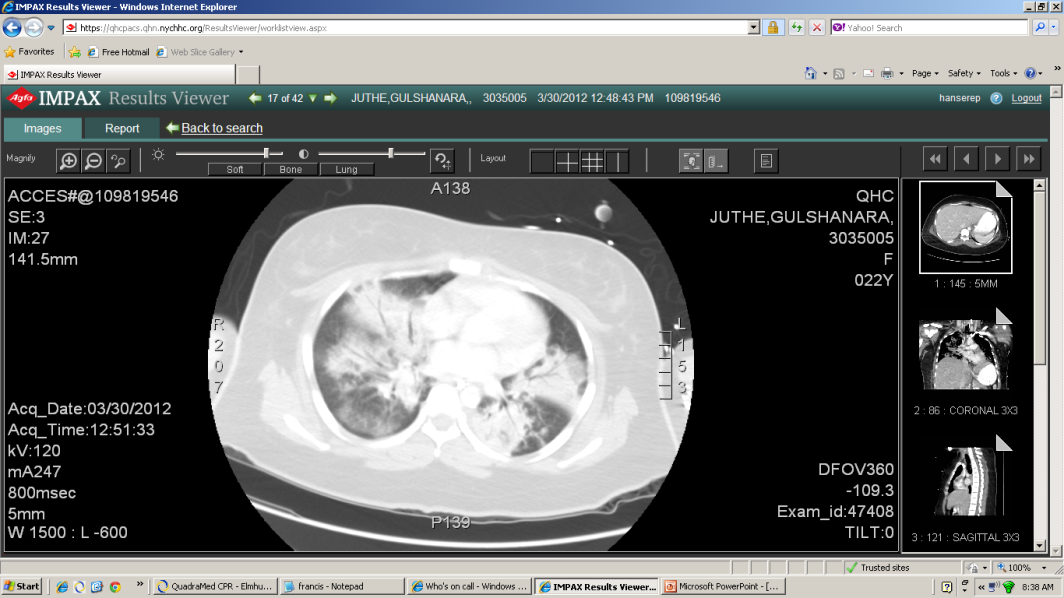 IMPAX Results Viewer - Windows Internet Explorer
https://qhcpacs.qhn.nychhc.org/ResultsViewer/worklistview.aspx
Yahoo! Search
Favorites
Free Hotmail
Web Slice Gallery
IMPAX Results Viewer
Page
Safety
Tools
Agfa
IMPAX Results Viewer
17 of 42
JUTHE,GULSHANARA,, 3035005 3/30/2012 12:48:43 PM 109819546
hanserep
Logout
Images
Report
Back to search
Magnify
Soft
Bone
Lung
Layout
ACCES#@109819546
SE:3
IM:27
141.5mm
A138
QHC
JUTHE,GULSHANARA,
3035005
F
022Y
R
2
0
7
L
1
5
3
Acq_Date:03/30/2012
Acq_Time:12:51:33
kV:120
mA247
800msec
5mm
W 1500 : L -600
P139
DFOV360
-109.3
Exam_id:47408
TILT:0
1 : 145 : 5MM
2 : 86 : CORONAL 3X3
3 : 121 : SAGITTAL 3X3
Trusted sites
100%
Start
QuadraMed CPR - Elmhu...
francis - Notepad
Who's on call - Windows ...
IMPAX Results Viewer...
Microsoft PowerPoint - [...
8:38 AM